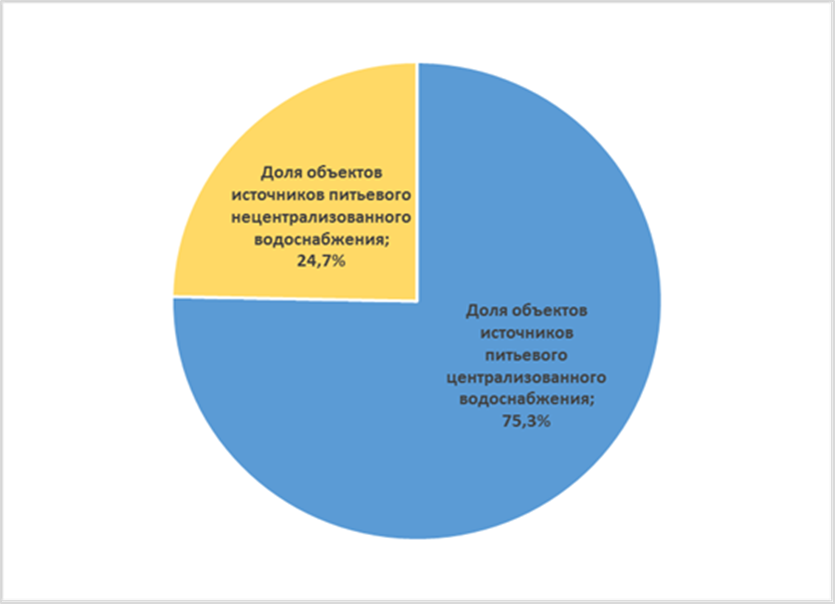 Доля объектов
источников питьевого
нецентрализованного
водоснабжения;
24,7%
Доля объектов
источников
питьевого
централизованного
водоснабжения;
75,3%